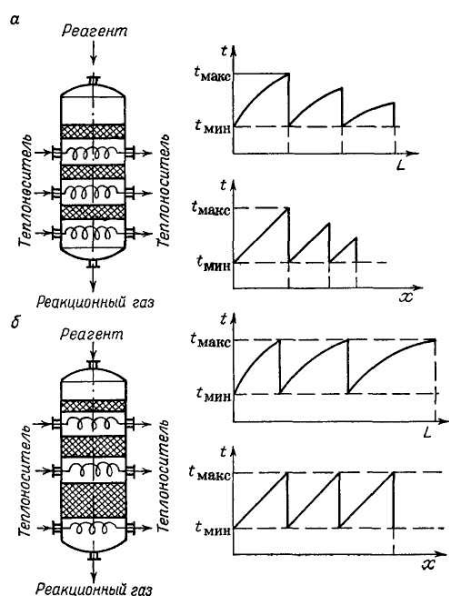 а
Реагент
Теплоноситель
Теплоноситель
Реакционный газ
t
tмакс
tмин
L
t
tмакс
tмин
x
б
Реагент
Теплоноситель
Теплоноситель
Реакционный газ
t
tмакс
tмин
L
t
tмакс
tмин
x